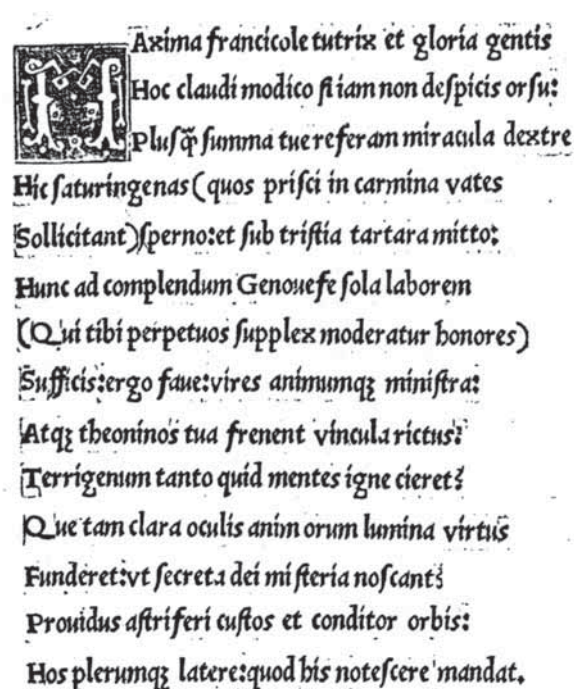 MAxima francicole tutrix et gloria gentis
Hoc claudi modico ſi iam non deſpicis orſu:
Pluſq̃ ſumma tue referam miracula dextre
Hic ſaturingenas (quos priſci in carmina vates
Sollicitant) ſperno: et ſub triſtia tartara mitto:
Hunc ad complendum Genouefe ſola laborem
(Qui tibi perpetuos ſupplex moderatur honores)
Sufficis: ergo faue: vires animumqꝫ miniſtra:
Atqꝫ theoninos tua frenent vincula rictus:
Terrigenum tanto quid mentes igne cieret?
Que tam clara oculis animorum lumina virtus
Funderet: vt ſecreta dei miſteria noſcant?
Prouidus aſtriferi cuſtos et conditor orbis:
Hos plerumqꝫ latere: quod his noteſcere mandat.